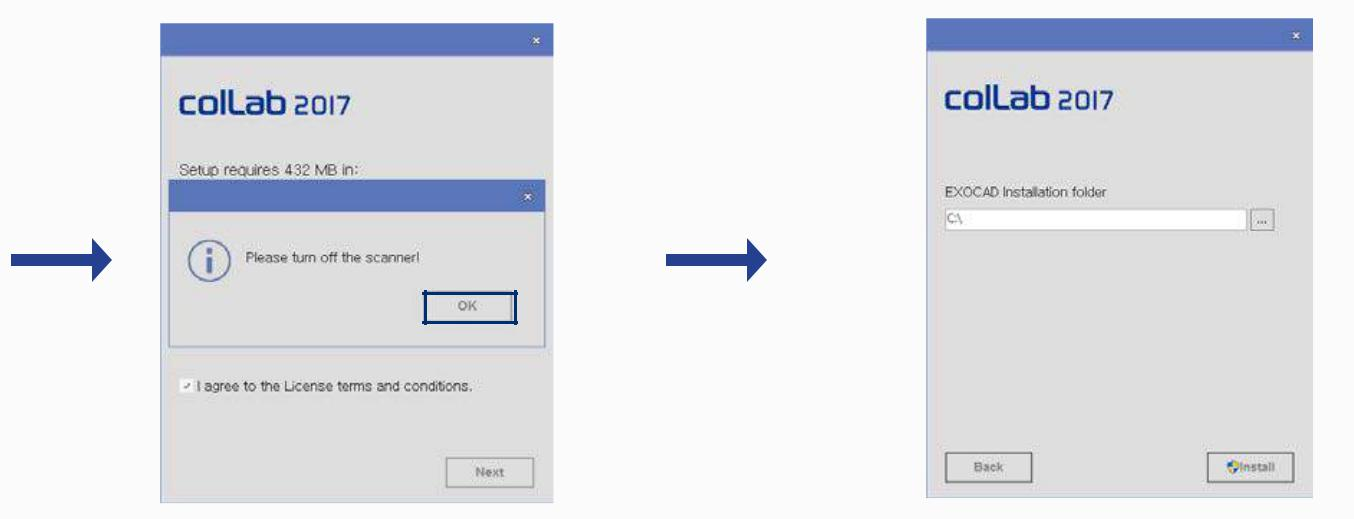 colLab 2017
Setup requires 432 MB in:
Please turn off the scanner!
OK
I agree to the License terms and conditions.
Next
colLab 2017
EXOCAD Installation folder
C:\
...
Back
Install